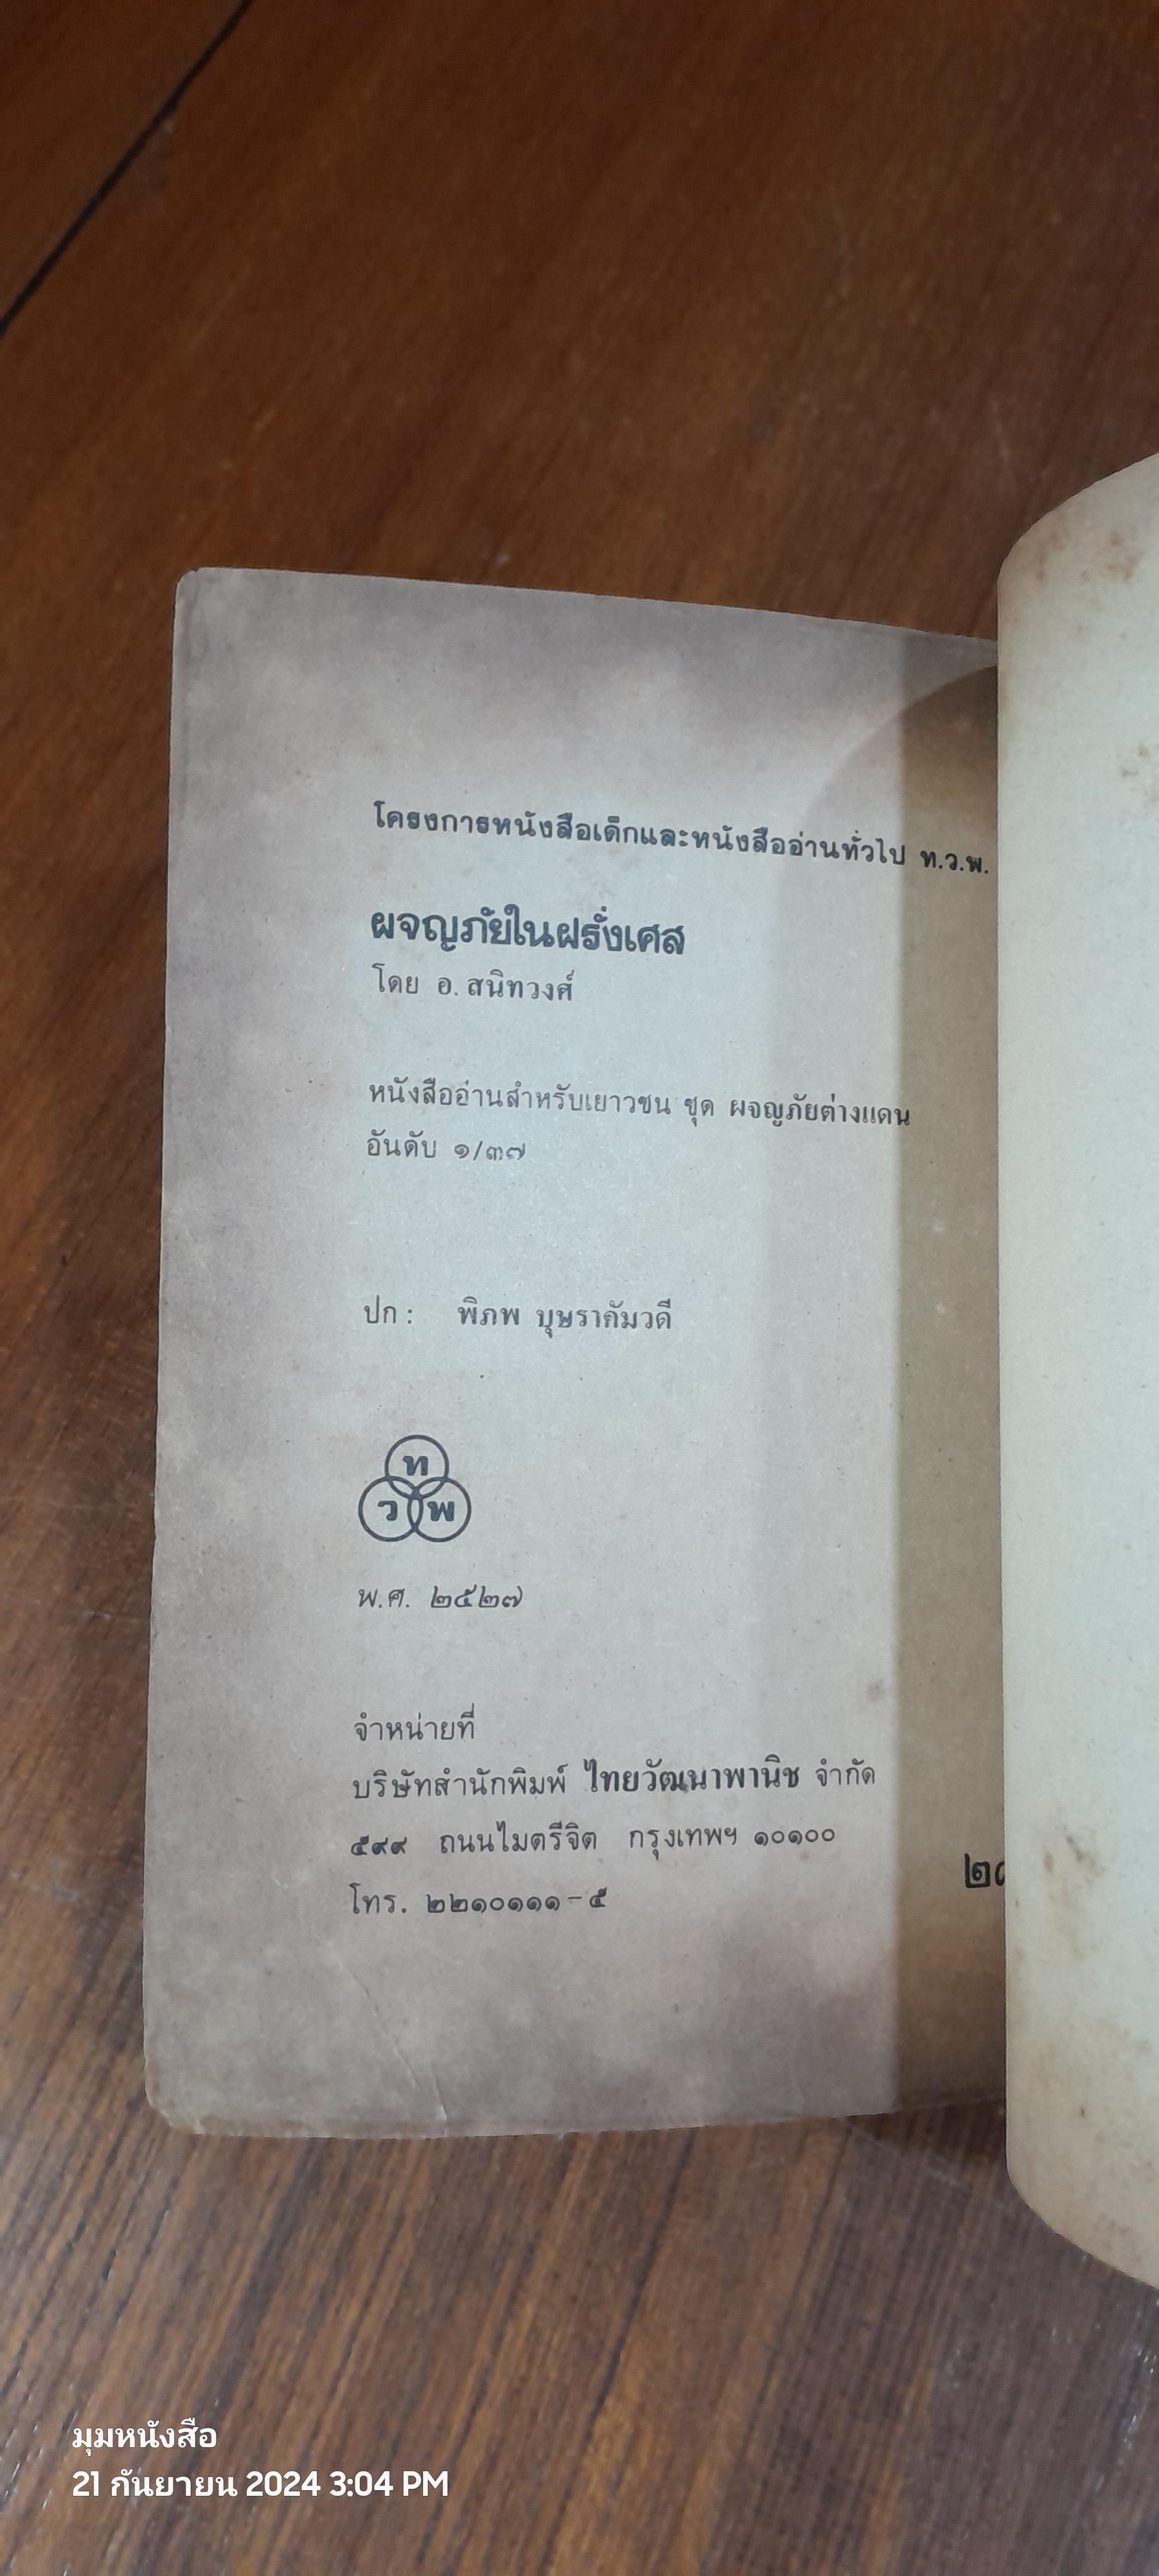 โครงการหนังสือเด็กและหนังสืออ่านทั่วไป ท.ว.พ.
ผจญภัยในฝรั่งเศส
โดย อ. สนิทวงศ์
หนังสืออ่านสำหรับเยาวชน ชุด ผจญภัยต่างแดน
อันดับ ๑/๓๗
ปก : พิภพ บุษราคัมวดี
ท
ว พ
พ.ศ. ๒๕๒๗
จำหน่ายที่
บริษัทสำนักพิมพ์ ไทยวัฒนาพานิช จำกัด
๕๙๙ ถนนไมตรีจิต กรุงเทพฯ ๑๐๑๐๐
โทร. ๒๒๑๐๑๑๑-๕
มุมหนังสือ
21 กันยายน 2024 3:04 PM